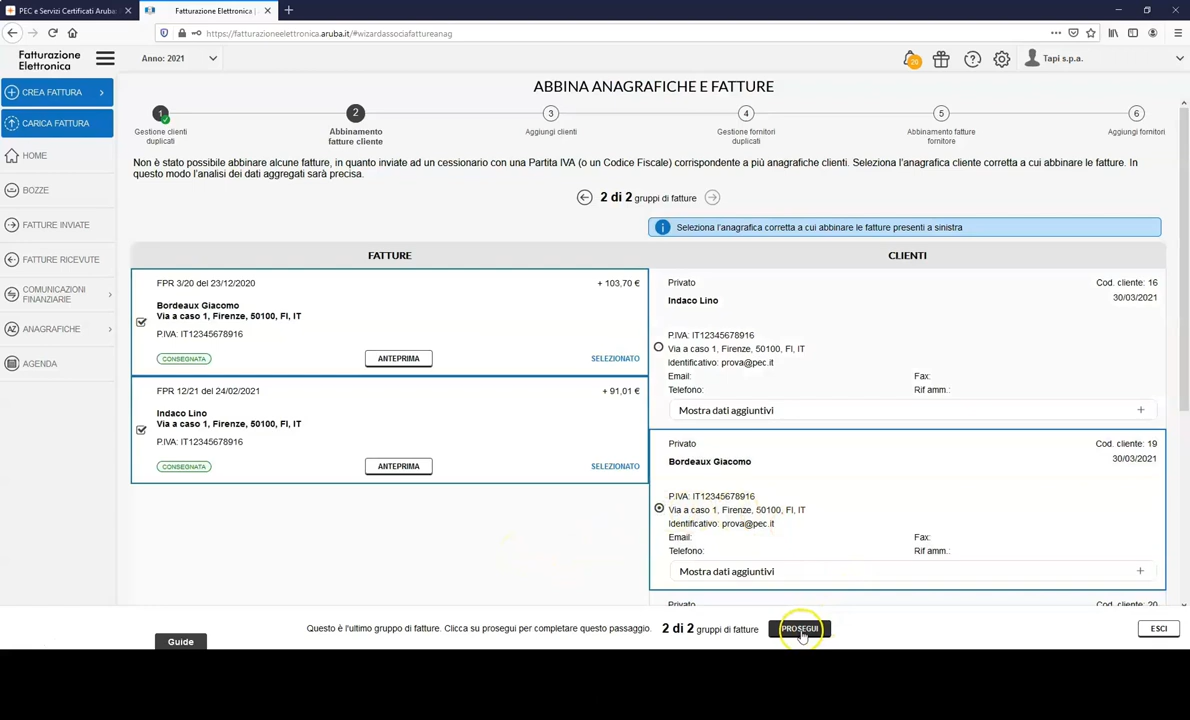 PEC e Servizi Certificati Aruba
Fatturazione Elettronica |
https://fatturazioneelettronica.aruba.it/#wizardassociafattureanag
Fatturazione
Elettronica
Anno: 2021
20
Tapi s.p.a.
CREA FATTURA
CARICA FATTURA
HOME
BOZZE
FATTURE INVIATE
FATTURE RICEVUTE
COMUNICAZIONI
FINANZIARIE
AZ
ANAGRAFICHE
AGENDA
ABBINA ANAGRAFICHE E FATTURE
1
2
3
4
5
6
Gestione clienti
duplicati
Abbinamento
fatture cliente
Aggiungi clienti
Gestione fornitori
duplicati
Abbinamento fatture
fornitore
Aggiungi fornitori
Non è stato possibile abbinare alcune fatture, in quanto inviate ad un cessionario con una Partita IVA (o un Codice Fiscale) corrispondente a più anagrafiche clienti. Seleziona l'anagrafica cliente corretta a cui abbinare le fatture. In
questo modo l'analisi dei dati aggregati sarà precisa.
2 di 2 gruppi di fatture
Seleziona l'anagrafica corretta a cui abbinare le fatture presenti a sinistra
FATTURE
FPR 3/20 del 23/12/2020
+ 103,70 €
Bordeaux Giacomo
Via a caso 1, Firenze, 50100, FI, IT
P.IVA: IT12345678916
CONSEGNATA
ANTEPRIMA
SELEZIONATO
FPR 12/21 del 24/02/2021
+ 91,01 €
Indaco Lino
Via a caso 1, Firenze, 50100, FI, IT
P.IVA: IT12345678916
CONSEGNATA
ANTEPRIMA
SELEZIONATO
CLIENTI
Privato
Cod. cliente: 16
Indaco Lino
30/03/2021
P.IVA: IT12345678916
Via a caso 1, Firenze, 50100, FI, IT
Identificativo: prova@pec.it
Email:
Fax:
Telefono:
Rif amm.:
Mostra dati aggiuntivi
Privato
Cod. cliente: 19
Bordeaux Giacomo
30/03/2021
P.IVA: IT12345678916
Via a caso 1, Firenze, 50100, FI, IT
Identificativo: prova@pec.it
Email:
Fax:
Telefono:
Rif amm.:
Mostra dati aggiuntivi
Privato
Cod. cliente: 20
Questo è l'ultimo gruppo di fatture. Clicca su prosegui per completare questo passaggio.
2 di 2 gruppi di fatture
PROSEGUI
ESCI
Guide